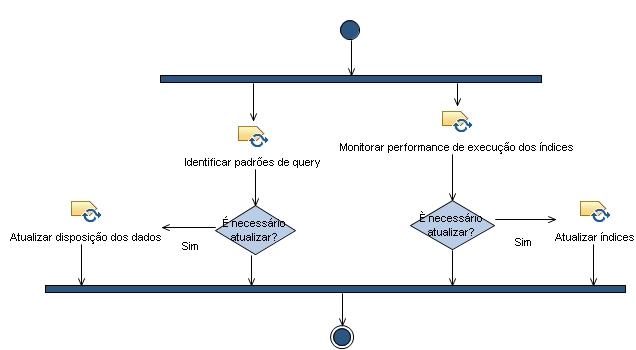 Identificar padrões de query
Monitorar performance de execução dos índices
É necessário
atualizar?
È necessário
atualizar?
Atualizar disposição dos dados
Sim
Sim
Atualizar índices